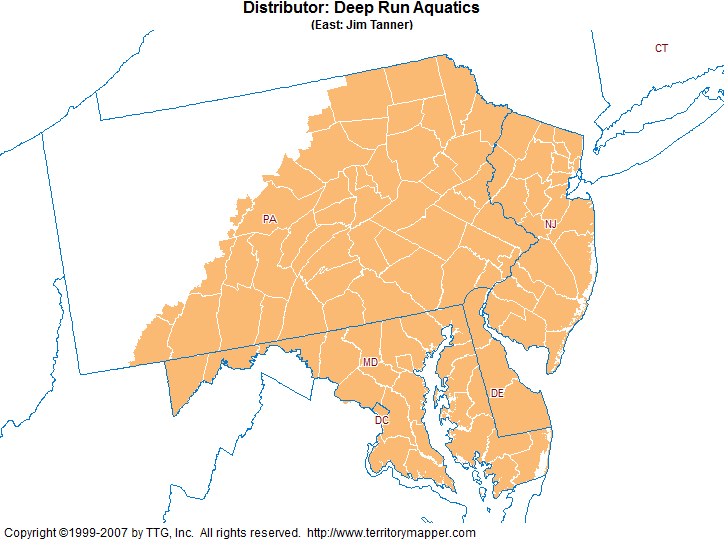 Distributor: Deep Run Aquatics
(East: Jim Tanner)
CT
PA
NJ
MD
DE
DC
Copyright ©1999-2007 by TTG, Inc. All rights reserved. http://www.territorymapper.com